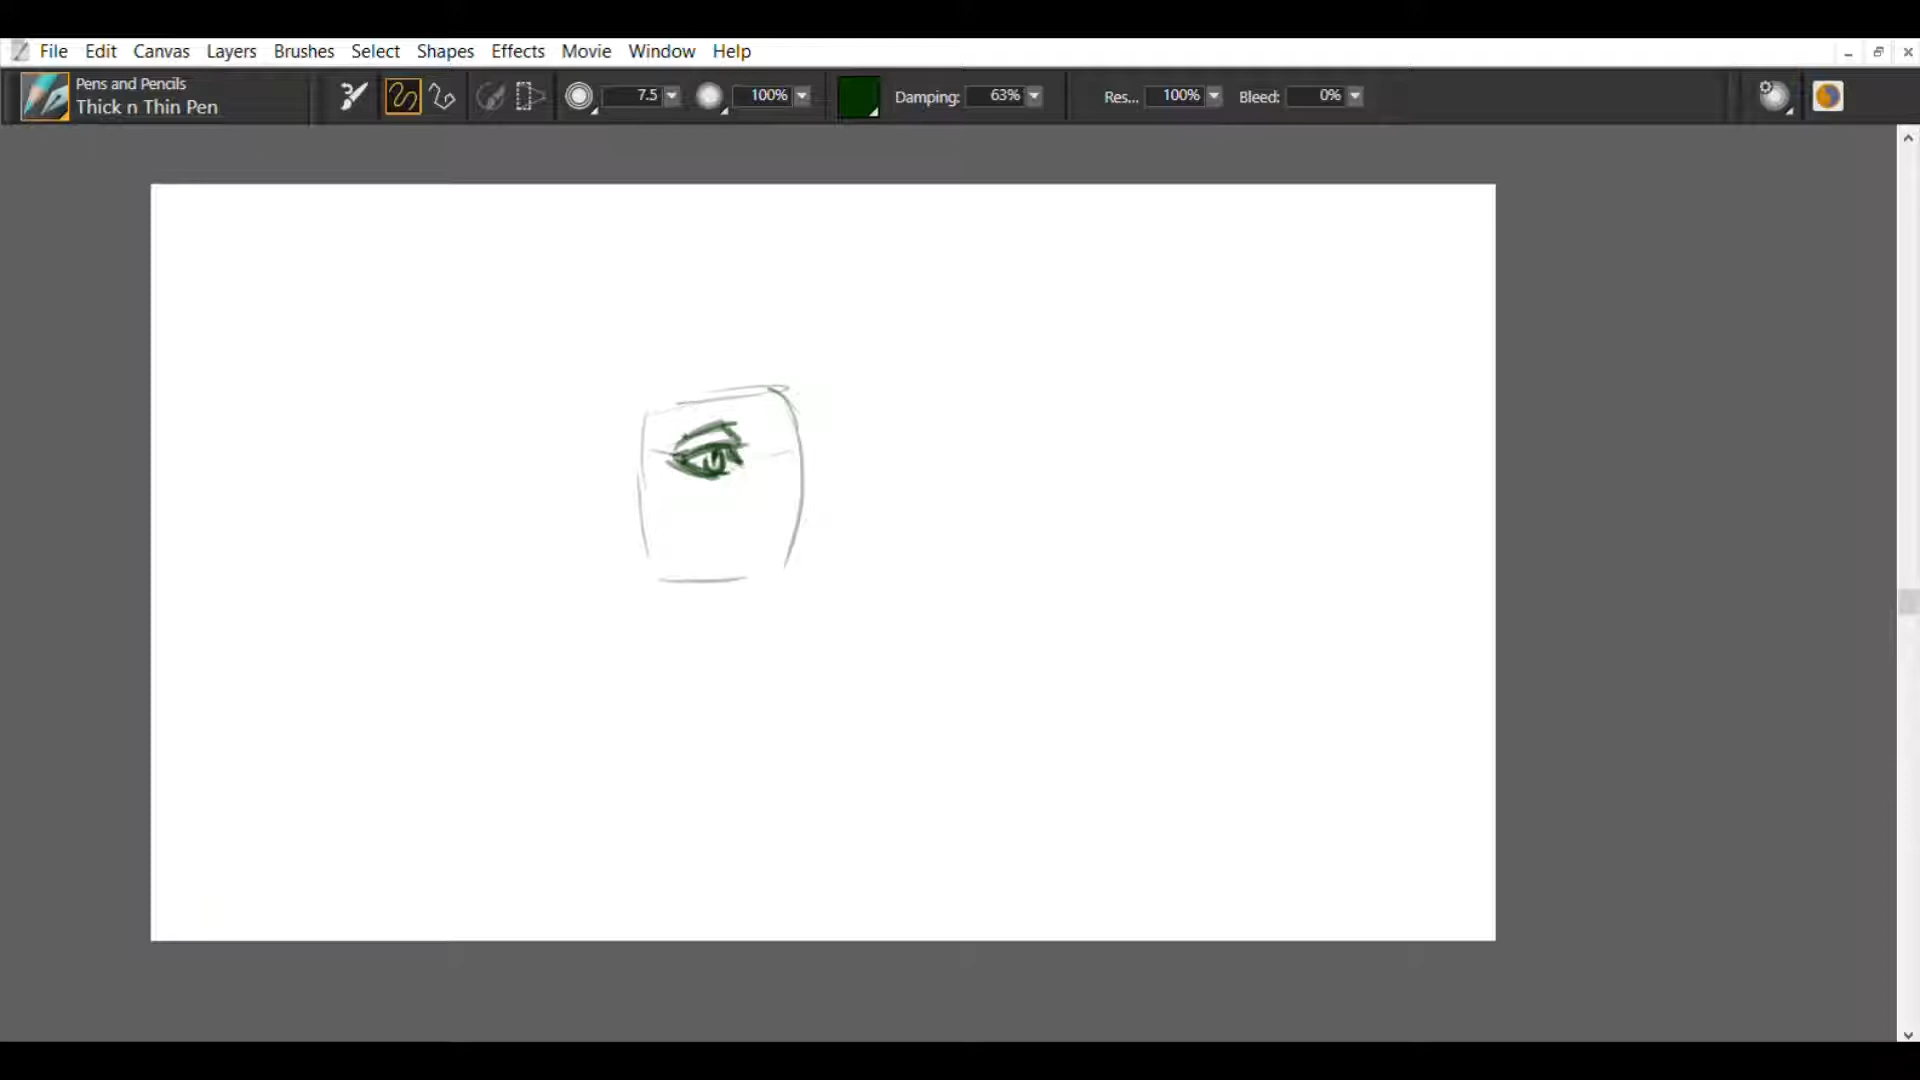 File Edit Canvas Layers Brushes Select Shapes Effects Movie Window Help
Pens and Pencils
Thick n Thin Pen
7.5 100% Damping: 63% Res... 100% Bleed: 0%